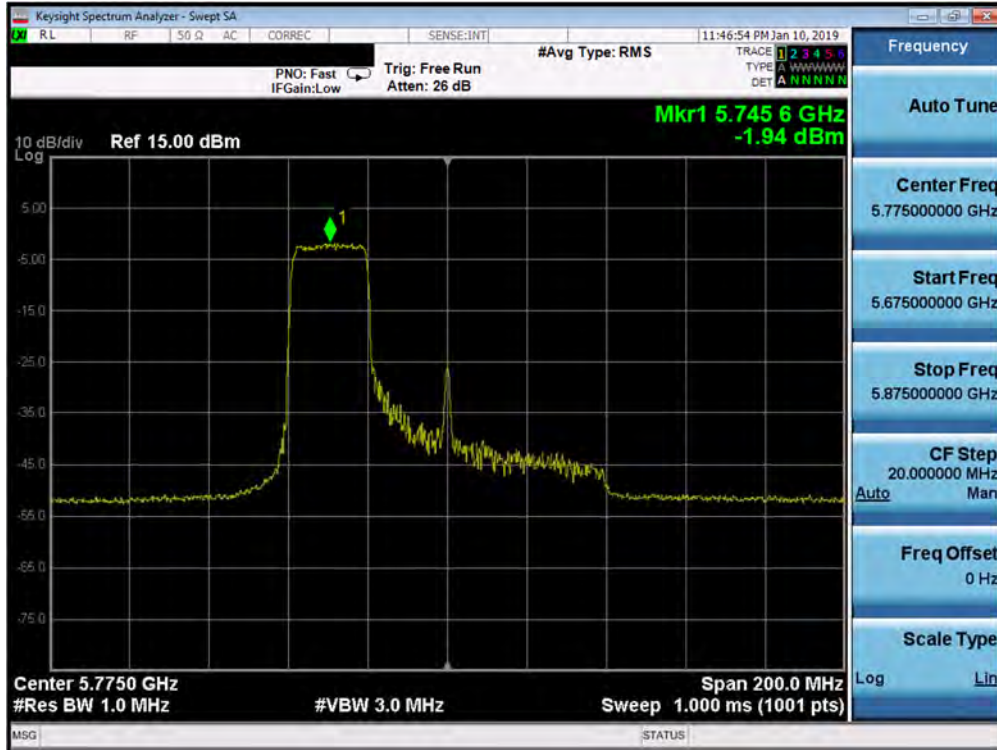 Keysight Spectrum Analyzer - Swept SA
RL RF 50 Ω AC CORREC SENSE:INT 11:46:54 PM Jan 10, 2019
#Avg Type: RMS
TRACE 1 2 3 4 5 6
PNO: Fast Trig: Free Run
TYPE A WWWWW
IFGain:Low Atten: 26 dB
DET A N N N N N
Mkr1 5.745 6 GHz
-1.94 dBm
10 dB/div Ref 15.00 dBm
Log
1
5.00
-5.00
-15.0
-25.0
-35.0
-45.0
-55.0
-65.0
-75.0
Center 5.7750 GHz Span 200.0 MHz
#Res BW 1.0 MHz #VBW 3.0 MHz Sweep 1.000 ms (1001 pts)
MSG STATUS
Frequency
Auto Tune
Center Freq
5.775000000 GHz
Start Freq
5.675000000 GHz
Stop Freq
5.875000000 GHz
CF Step
20.000000 MHz
Auto Man
Freq Offset
0 Hz
Scale Type
Log Lin